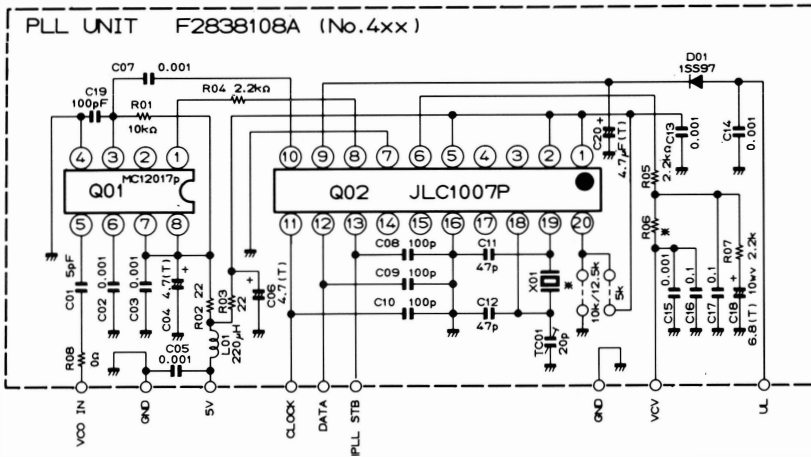 PLL UNIT F2838108A (No.4xx)
C07 0.001
D01
1SS97
C19
100pF
R01
10kΩ
R04 2.2kΩ
C20 +
4.7μF(T)
C13
0.001
C14
0.001
R05
2.2kΩ
4 3 2 1
10 9 8 7 6 5 4 3 2 1
Q01 MC12017p
Q02 JLC1007P
5 6 7 8
11 12 13 14 15 16 17 18 19 20
R06
*
R07
2.2k
C01 5pF
C02 0.001
C03 0.001
C04 4.7(T) +
R02 22
R03
22
C06
4.7(T)
+
C08 100p
C11
47p
C09
100p
C10 100p
C12
47p
X01
*
10k/12.5k
5k
C15
0.001
C16
0.1
C17
0.1
C18
+ 10wv
6.8(T)
TC01
20p
L01
220μH
R08
0Ω
C05
0.001
VCO IN
GND
5V
CLOCK
DATA
PLL STB
GND
VCV
UL